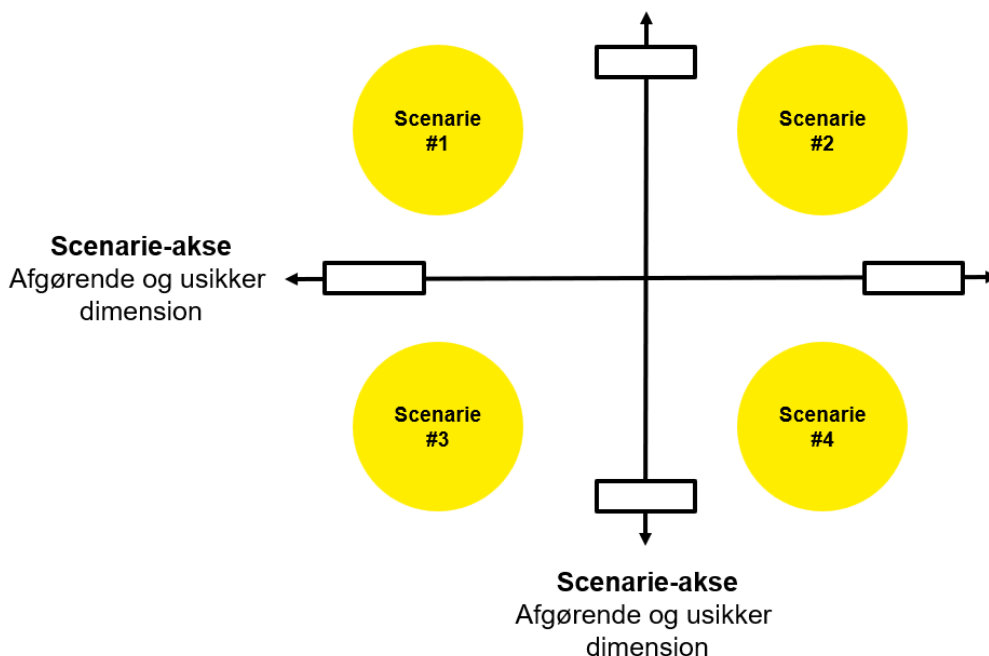 Scenarie
#1
Scenarie
#2
Scenarie-akse
Afgørende og usikker
dimension
Scenarie
#3
Scenarie
#4
Scenarie-akse
Afgørende og usikker
dimension